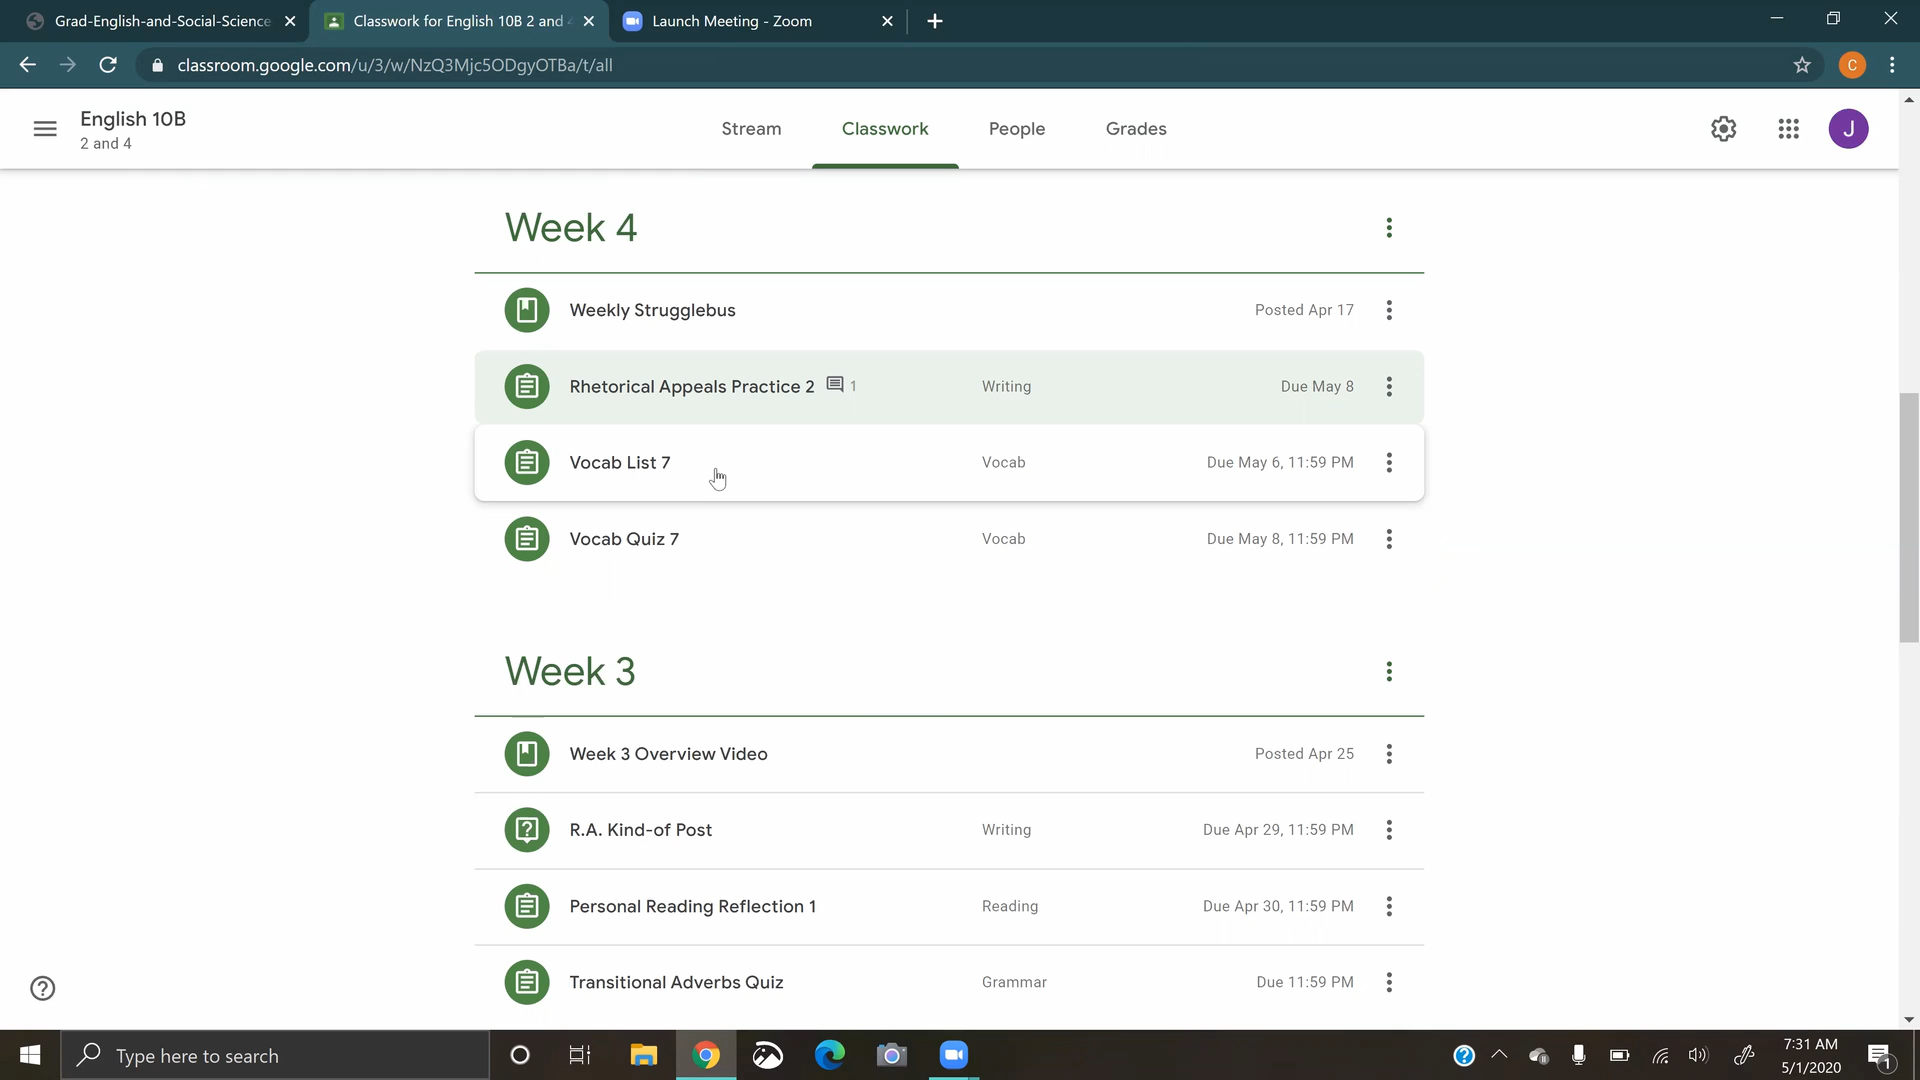 Grad-English-and-Social-Science
Classwork for English 10B 2 and 4
Launch Meeting - Zoom
classroom.google.com/u/3/w/NzQ3Mjc5ODgyOTBa/t/all
C
English 10B
2 and 4
Stream
Classwork
People
Grades
J
Week 4
Weekly Strugglebus
Posted Apr 17
Rhetorical Appeals Practice 2 1 Writing Due May 8
Vocab List 7 Vocab Due May 6, 11:59 PM
Vocab Quiz 7 Vocab Due May 8, 11:59 PM
Week 3
Week 3 Overview Video Posted Apr 25
R.A. Kind-of Post Writing Due Apr 29, 11:59 PM
Personal Reading Reflection 1 Reading Due Apr 30, 11:59 PM
Transitional Adverbs Quiz Grammar Due 11:59 PM
Type here to search
7:31 AM
5/1/2020
1